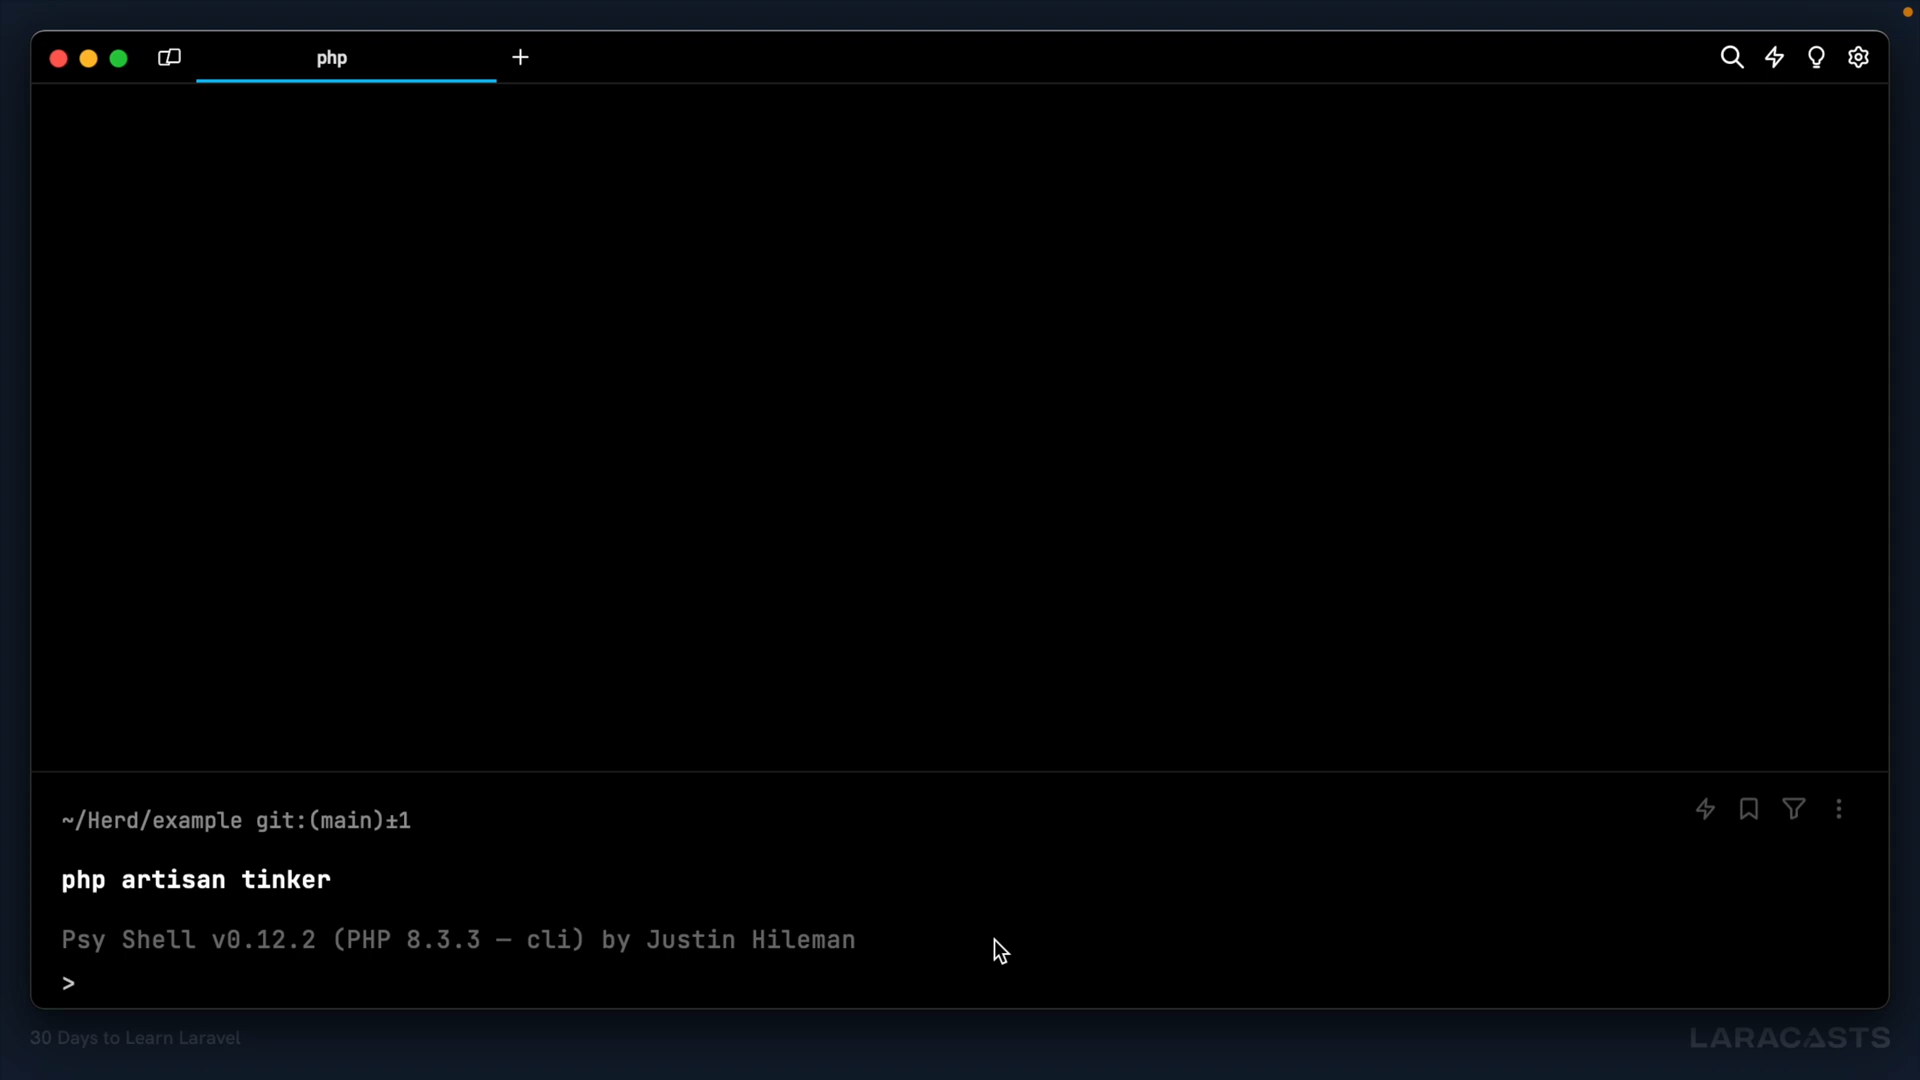 php
~/Herd/example git:(main)±1
php artisan tinker
Psy Shell v0.12.2 (PHP 8.3.3 — cli) by Justin Hileman
>
30 Days to Learn Laravel
LARACASTS